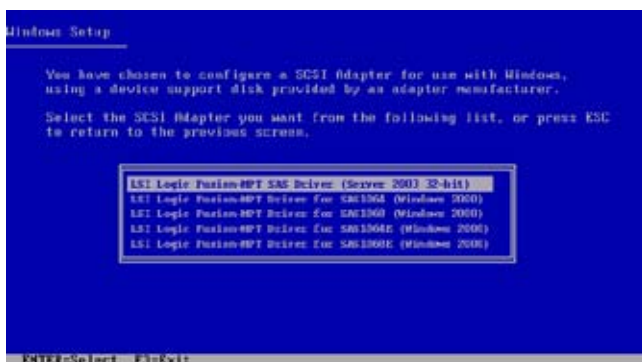 Windows Setup
You have chosen to configure a SCSI Adapter for use with Windows,
using a device support disk provided by an adapter manufacturer.
Select the SCSI Adapter you want from the following list, or press ESC
to return to the previous screen.
LSI Logic Fusion-MPT SAS Driver (Server 2003 32-bit)
LSI Logic Fusion-MPT Driver for SAS1064 (Windows 2000)
LSI Logic Fusion-MPT Driver for SAS1068 (Windows 2000)
LSI Logic Fusion-MPT Driver for SAS1064E (Windows 2000)
LSI Logic Fusion-MPT Driver for SAS1068E (Windows 2000)
ENTER=Select F3=Exit